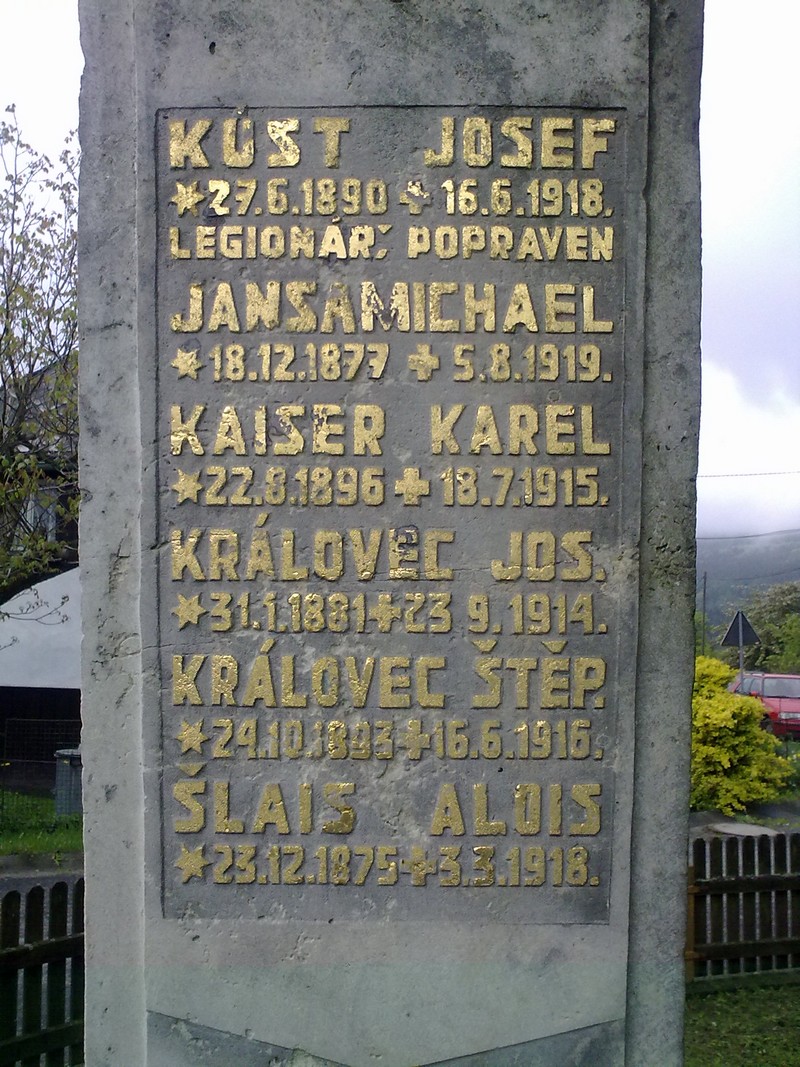 KŮST JOSEF
*27.6.1890 +16.6.1918.
LEGIONÁŘ: POPRAVEN
JANSA MICHAEL
*18.12.1877 + 5.8.1919.
KAISER KAREL
*22.8.1896 +18.7.1915.
KRÁLOVEC JOS.
*31.1.1881+23.9.1914.
KRÁLOVEC ŠTĚP.
*24.10.1893+16.6.1916.
ŠLAIS ALOIS
*23.12.1875+3.3.1918.